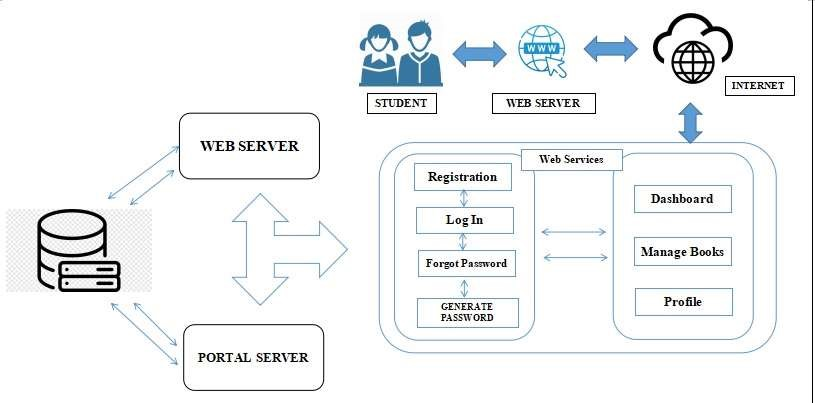 WWW
STUDENT
WEB SERVER
INTERNET
WEB SERVER
Web Services
Registration
Log In
Forgot Password
GENERATE
PASSWORD
Dashboard
Manage Books
Profile
PORTAL SERVER